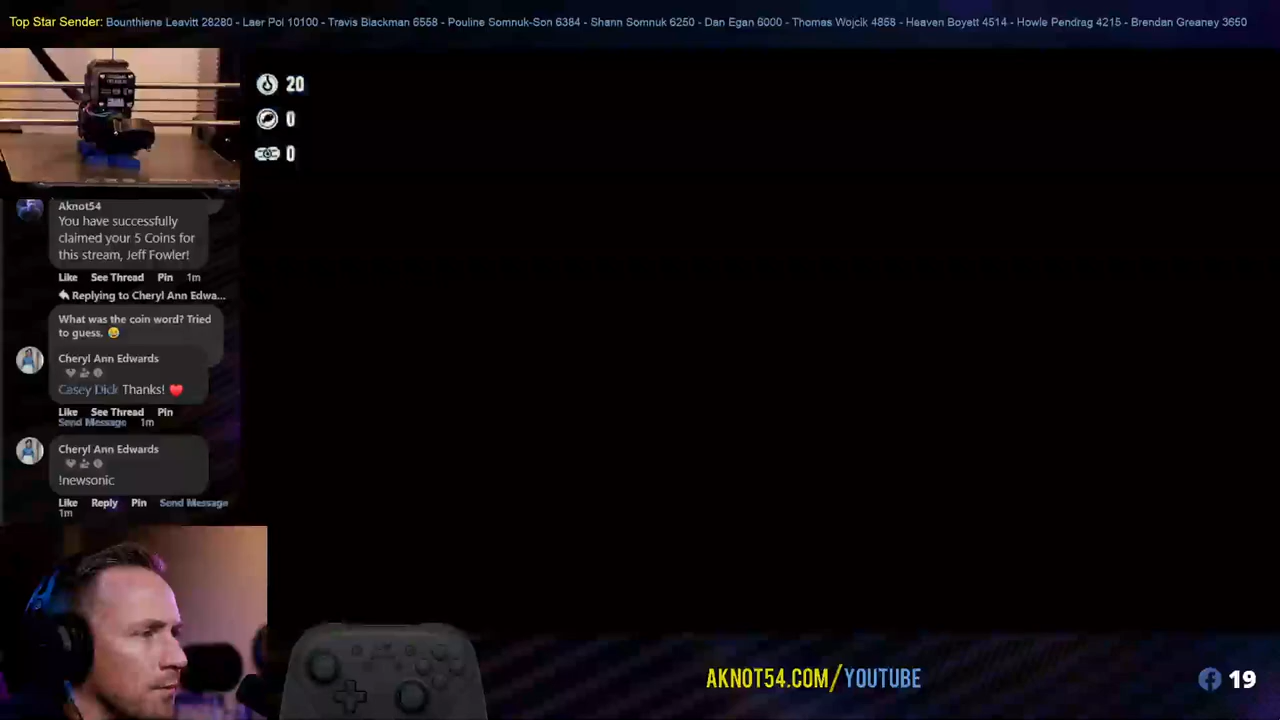 Top Star Sender: Bounthiene Leavitt 28280 - Laer Pol 10100 - Travis Blackman 6558 - Pouline Somnuk-Son 6384 - Shann Somnuk 6250 - Dan Egan 6000 - Thomas Wojcik 4858 - Heaven Boyett 4514 - Howle Pendrag 4215 - Brendan Greaney 3650
20
0
0
Aknot54
You have successfully
claimed your 5 Coins for
this stream, Jeff Fowler!
Like See Thread Pin 1m
Replying to Cheryl Ann Edwa...
What was the coin word? Tried
to guess. 😅
Cheryl Ann Edwards
Casey Dick Thanks! ❤️
Like See Thread Pin
Send Message 1m
Cheryl Ann Edwards
!newsonic
Like Reply Pin Send Message
1m
AKNOT54.COM/YOUTUBE
19